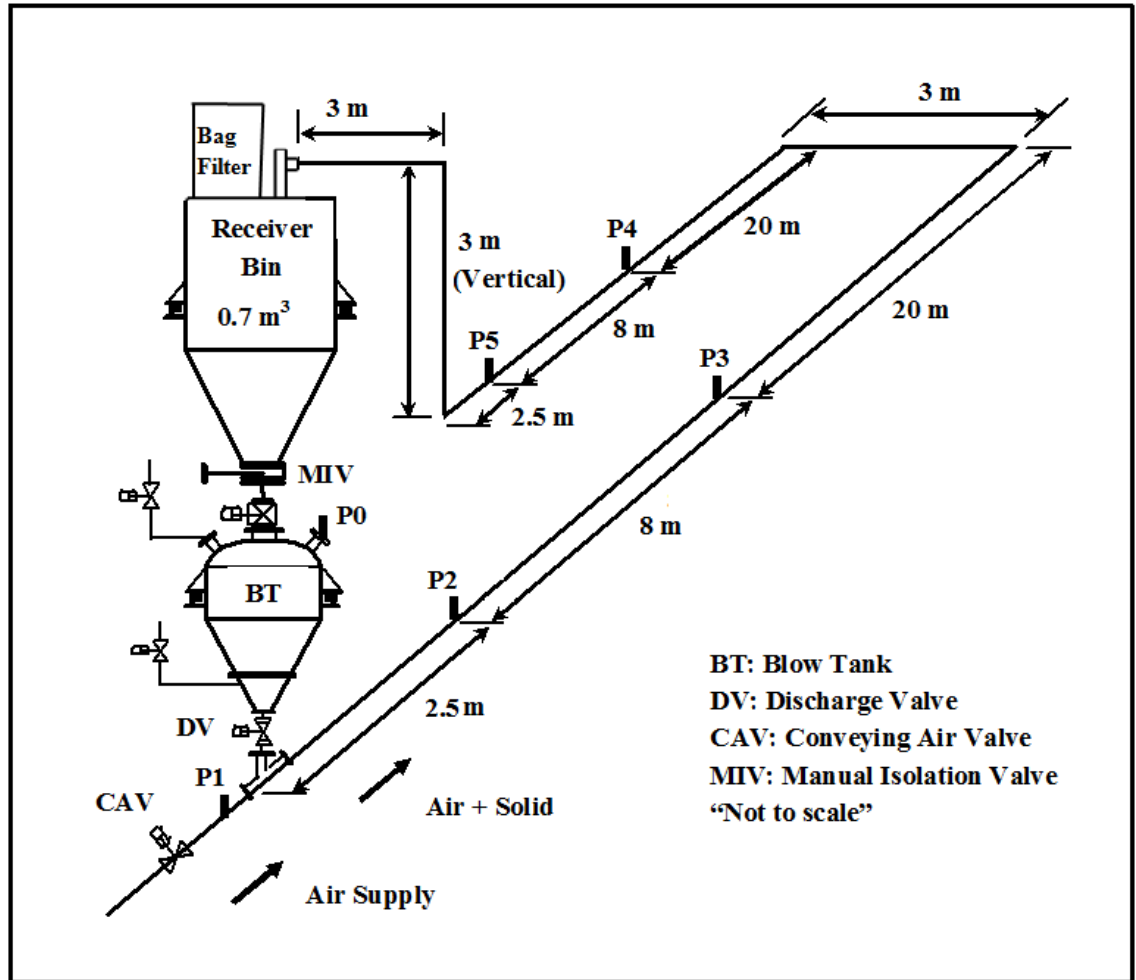 3 m
3 m
Bag
Filter
Receiver
Bin
0.7 m³
3 m
(Vertical)
P4
20 m
20 m
8 m
P5
P3
2.5 m
MIV
P0
8 m
BT
P2
2.5 m
DV
P1
CAV
Air + Solid
Air Supply
BT: Blow Tank
DV: Discharge Valve
CAV: Conveying Air Valve
MIV: Manual Isolation Valve
“Not to scale”